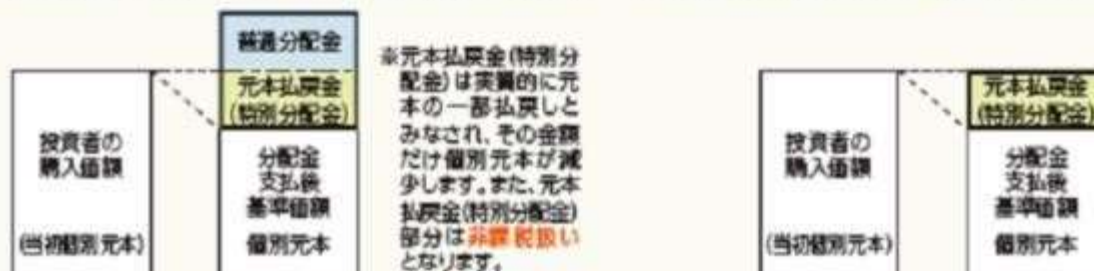 普通分配金
元本払戻金
(特別分配金)
投資者の
購入価額
(当初個別元本)
分配金
支払後
基準価額
個別元本
※元本払戻金(特別分
配金)は実質的に元
本の一部払戻しと
みなされ、その金額
だけ個別元本が減
少します。また、元本
払戻金(特別分配金)
部分は非課税扱い
となります。
投資者の
購入価額
(当初個別元本)
元本払戻金
(特別分配金)
分配金
支払後
基準価額
個別元本